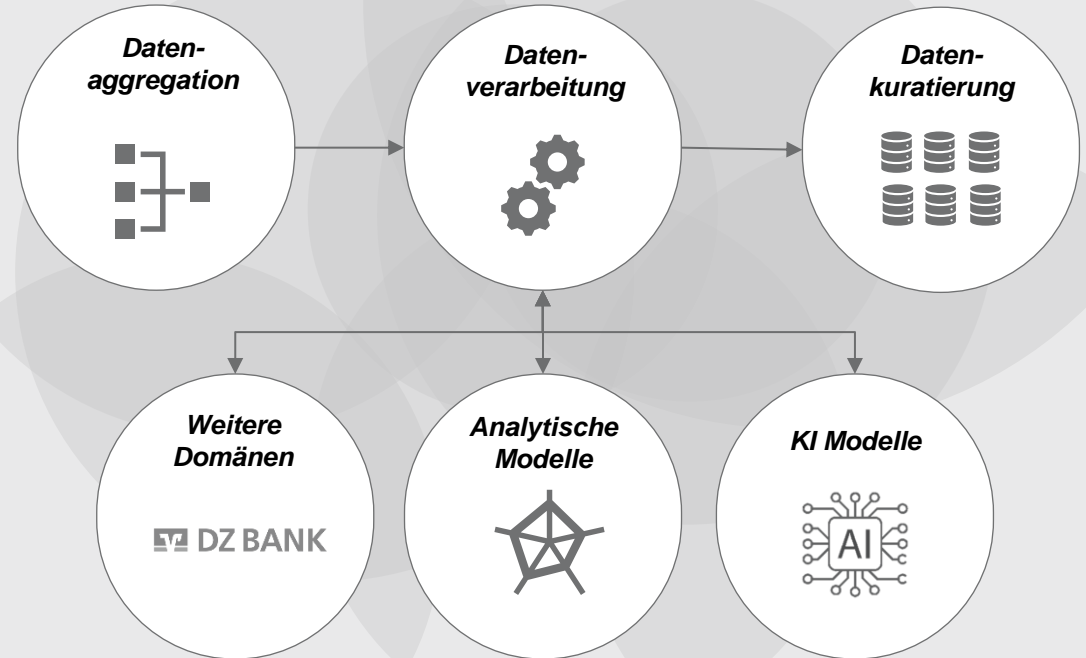 Daten-
aggregation
Daten-
verarbeitung
Daten-
kuratierung
Weitere
Domänen
DZ BANK
Analytische
Modelle
KI Modelle
AI